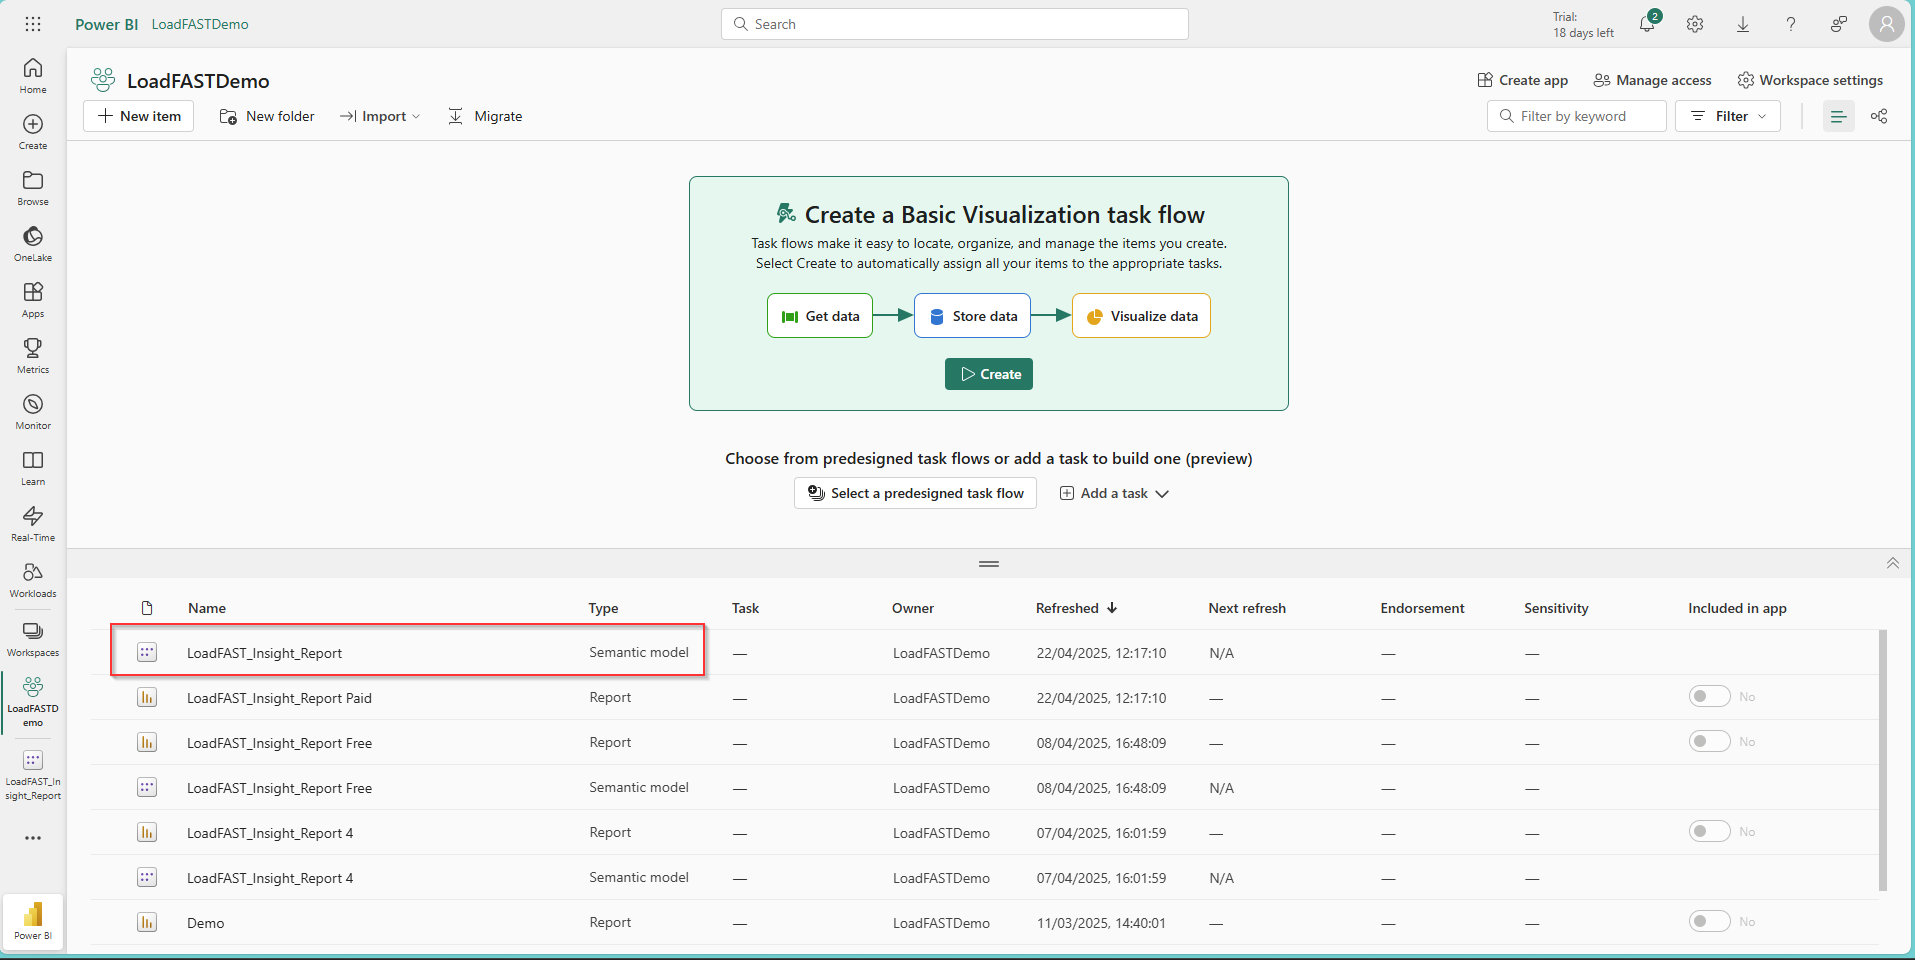 Power BI LoadFASTDemo
Search
Trial:
18 days left
2
Home
Create
Browse
OneLake
Apps
Metrics
Monitor
Learn
Real-Time
Workloads
Workspaces
LoadFASTD
emo
LoadFAST_In
sight_Report
Power BI
LoadFASTDemo
Create app Manage access Workspace settings
New item New folder Import Migrate
Filter by keyword Filter
Create a Basic Visualization task flow
Task flows make it easy to locate, organize, and manage the items you create.
Select Create to automatically assign all your items to the appropriate tasks.
Get data Store data Visualize data
Create
Choose from predesigned task flows or add a task to build one (preview)
Select a predesigned task flow Add a task
Name Type Task Owner Refreshed Next refresh Endorsement Sensitivity Included in app
LoadFAST_Insight_Report Semantic model — LoadFASTDemo 22/04/2025, 12:17:10 N/A — —
LoadFAST_Insight_Report Paid Report — LoadFASTDemo 22/04/2025, 12:17:10 — — — No
LoadFAST_Insight_Report Free Report — LoadFASTDemo 08/04/2025, 16:48:09 — — — No
LoadFAST_Insight_Report Free Semantic model — LoadFASTDemo 08/04/2025, 16:48:09 N/A — —
LoadFAST_Insight_Report 4 Report — LoadFASTDemo 07/04/2025, 16:01:59 — — — No
LoadFAST_Insight_Report 4 Semantic model — LoadFASTDemo 07/04/2025, 16:01:59 N/A — —
Demo Report — LoadFASTDemo 11/03/2025, 14:40:01 — — — No